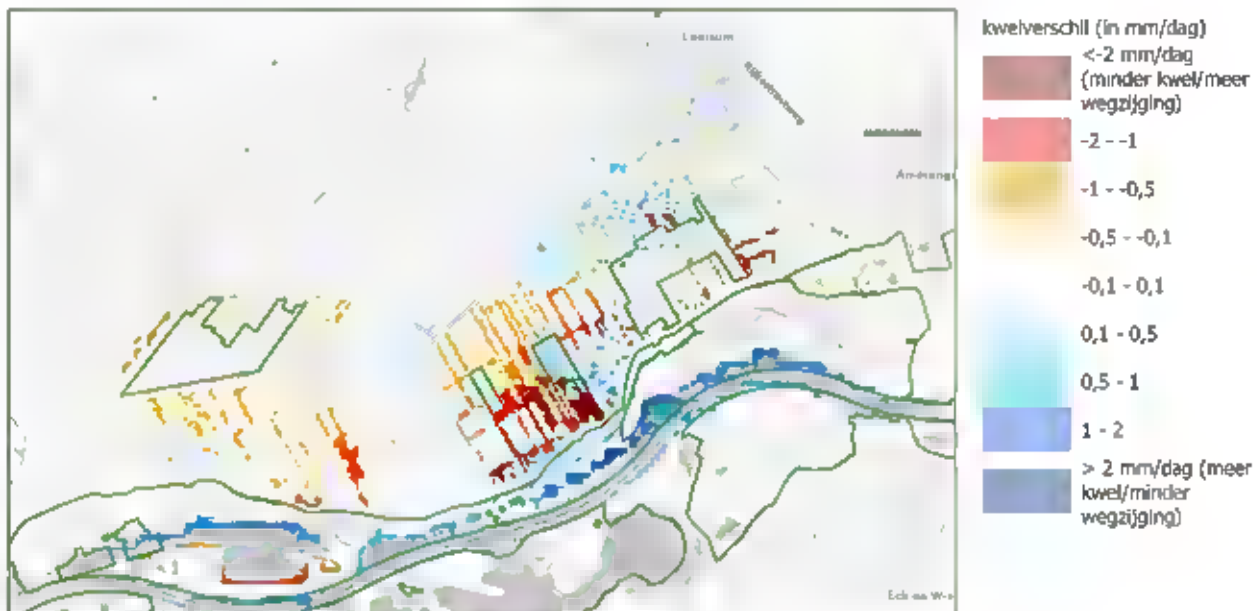 Leersum
kwelverschil (in mm/dag)
<-2 mm/dag
(minder kwel/meer
wegzijging)
-2 - -1
-1 - -0,5
-0,5 - -0,1
-0,1 - 0,1
0,1 - 0,5
0,5 - 1
1 - 2
> 2 mm/dag (meer
kwel/minder
wegzijging)